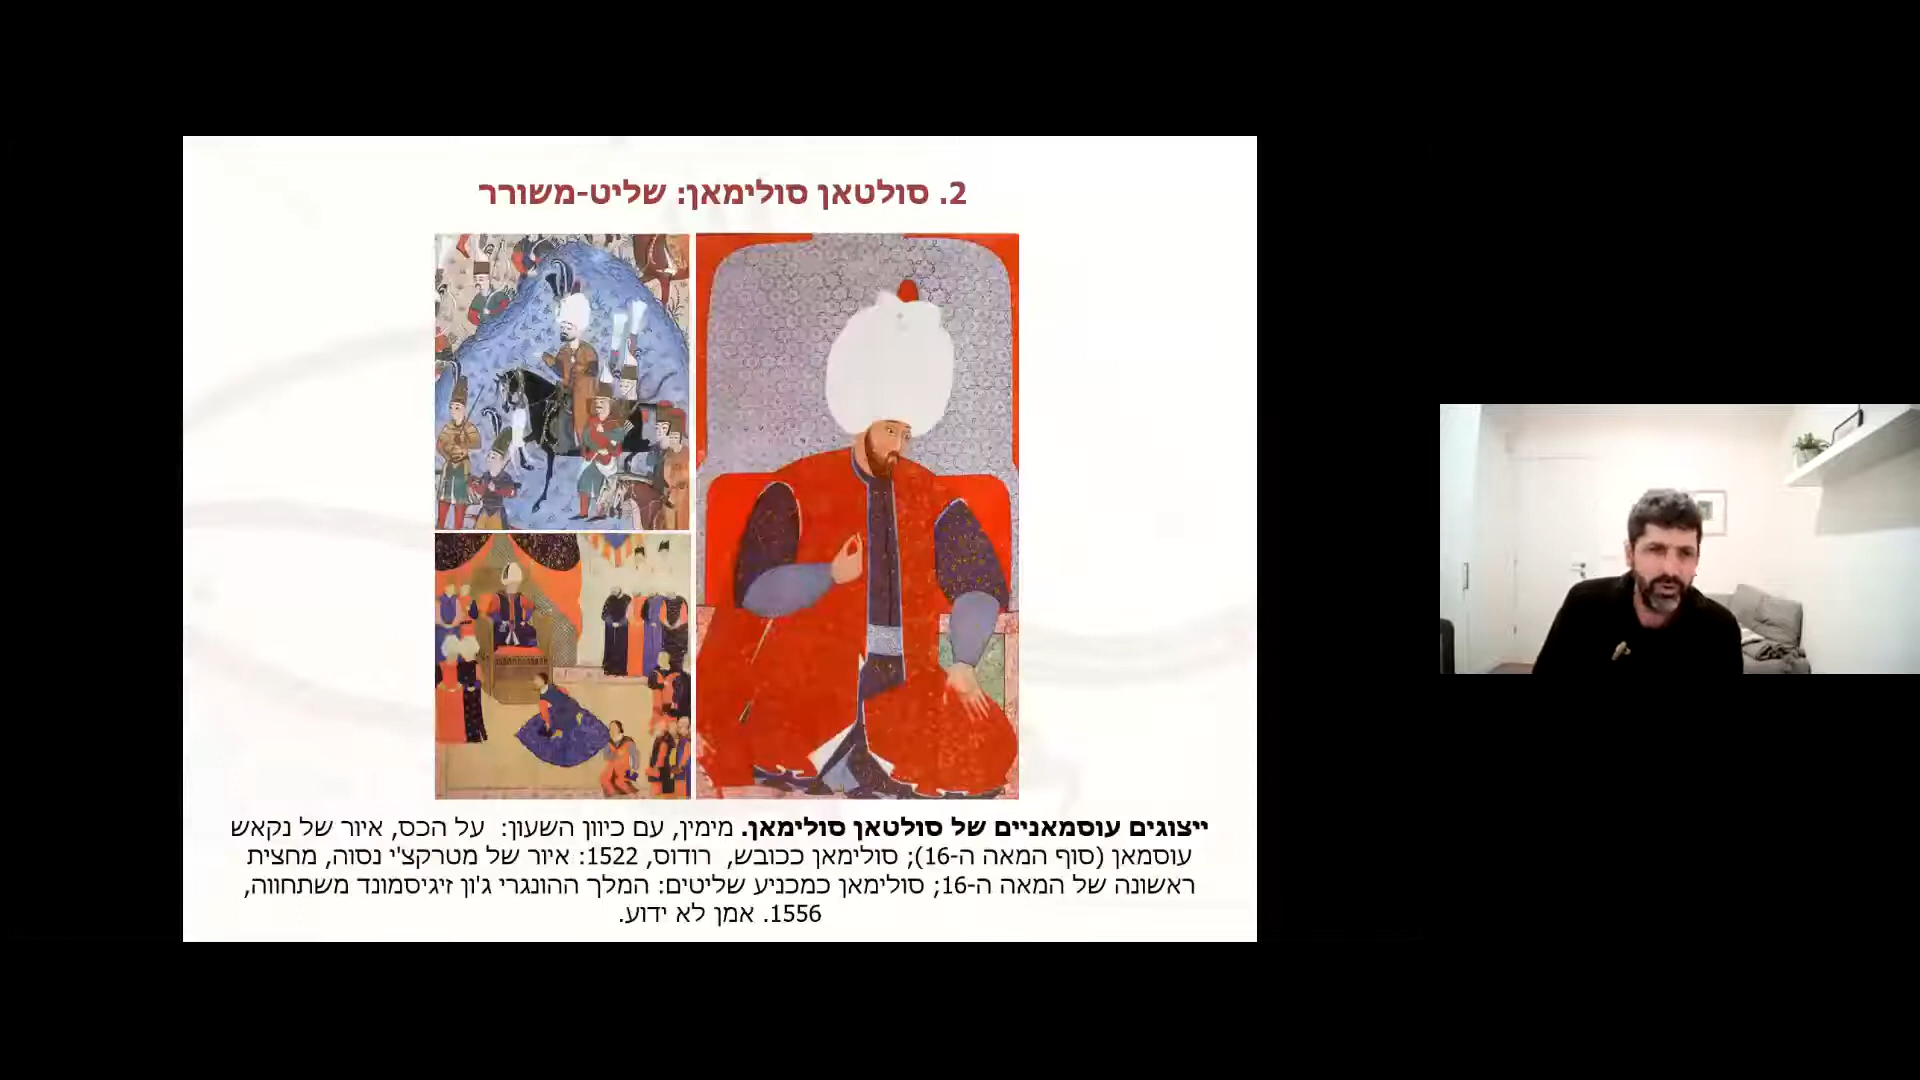 2. סולטאן סולימאן: שליט-משורר
ייצוגים עוסמאניים של סולטאן סולימאן. מימין, עם כיוון השעון:  על הכס, איור של נקאש
עוסמאן (סוף המאה ה-16); סולימאן ככובש,  רודוס, 1522: איור של מטרקצ'י נסוה, מחצית
ראשונה של המאה ה-16; סולימאן כמכניע שליטים: המלך ההונגרי ג'ון זיגיסמונד משתחווה,
1556. אמן לא ידוע.